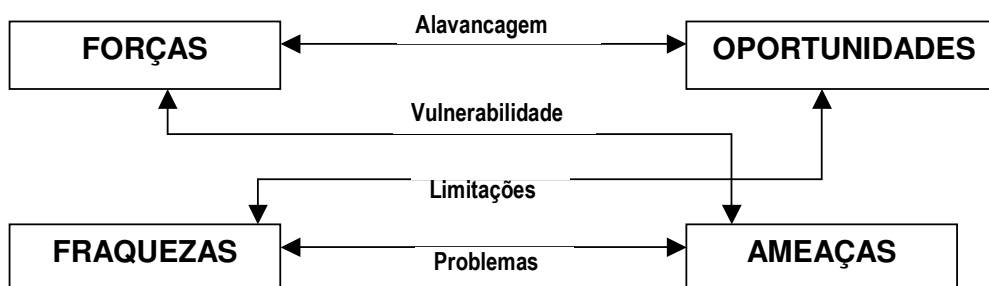 Alavancagem
FORÇAS
OPORTUNIDADES
Vulnerabilidade
Limitações
FRAQUEZAS
AMEAÇAS
Problemas